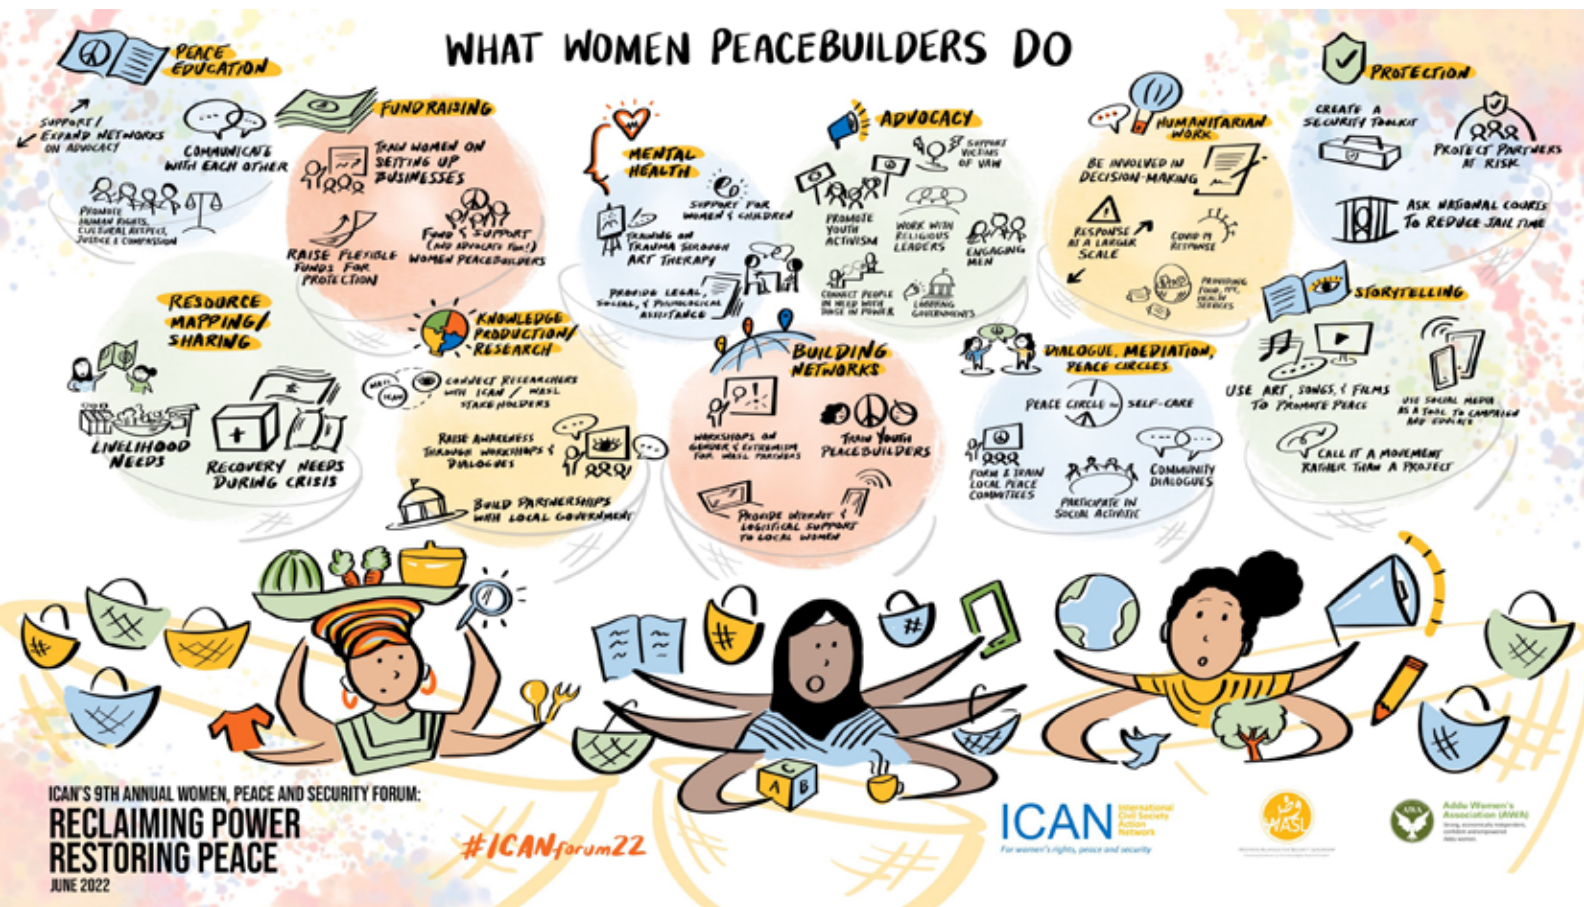 WHAT WOMEN PEACEBUILDERS DO
PEACE
EDUCATION
SUPPORT/
EXPAND NETWORKS
ON ADVOCACY
COMMUNICATE
WITH EACH OTHER
PROMOTE
HUMAN RIGHTS,
CULTURAL RESPECT,
JUSTICE & COMPASSION
FUNDRAISING
TRAIN WOMEN ON
SETTING UP
BUSINESSES
RAISE FLEXIBLE
FUNDS FOR
PROTECTION
FUND & SUPPORT
(AND ADVOCATE FOR!)
WOMEN PEACEBUILDERS
MENTAL
HEALTH
SUPPORT FOR
WOMEN & CHILDREN
TRAINING ON
TRAUMA THROUGH
ART THERAPY
PROVIDE LEGAL,
SOCIAL, & PSYCHOLOGICAL
ASSISTANCE
ADVOCACY
SUPPORT
VICTIMS
OF VAW
PROMOTE
YOUTH
ACTIVISM
WORK WITH
RELIGIOUS
LEADERS
ENGAGING
MEN
CONNECT PEOPLE
IN NEED WITH
THOSE IN POWER
LOBBYING
GOVERNMENTS
HUMANITARIAN
WORK
BE INVOLVED IN
DECISION-MAKING
RESPONSE
AT A LARGER
SCALE
COVID 19
RESPONSE
PROVIDING
FOOD, PPE,
HEALTH
SERVICES
PROTECTION
CREATE A
SECURITY TOOLKIT
PROTECT PARTNERS
AT RISK
ASK NATIONAL COURTS
TO REDUCE JAIL TIME
RESOURCE
MAPPING/
SHARING
LIVELIHOOD
NEEDS
RECOVERY NEEDS
DURING CRISIS
KNOWLEDGE
PRODUCTION/
RESEARCH
WASL
ICAN
CONNECT RESEARCHERS
WITH ICAN / WASL
STAKEHOLDERS
RAISE AWARENESS
THROUGH WORKSHOPS &
DIALOGUES
BUILD PARTNERSHIPS
WITH LOCAL GOVERNMENT
BUILDING
NETWORKS
WORKSHOPS ON
GENDER & EXTREMISM
FOR WASL PARTNERS
TRAIN YOUTH
PEACEBUILDERS
PROVIDE INTERNET &
LOGISTICAL SUPPORT
TO LOCAL WOMEN
DIALOGUE, MEDIATION,
PEACE CIRCLES
PEACE CIRCLE ~ SELF-CARE
FORM & TRAIN
LOCAL PEACE
COMMITTEES
COMMUNITY
DIALOGUES
PARTICIPATE IN
SOCIAL ACTIVITIE
STORYTELLING
USE ART, SONGS, & FILMS
TO PROMOTE PEACE
USE SOCIAL MEDIA
AS A TOOL TO CAMPAIGN
AND EDUCATE
CALL IT A MOVEMENT
RATHER THAN A PROJECT
A B C
ICAN'S 9TH ANNUAL WOMEN, PEACE AND SECURITY FORUM:
RECLAIMING POWER
RESTORING PEACE
JUNE 2022
#ICANforum22
ICAN
International
Civil Society
Action
Network
For women's rights, peace and security
WASL
AWA
Addu Women's
Association (AWA)